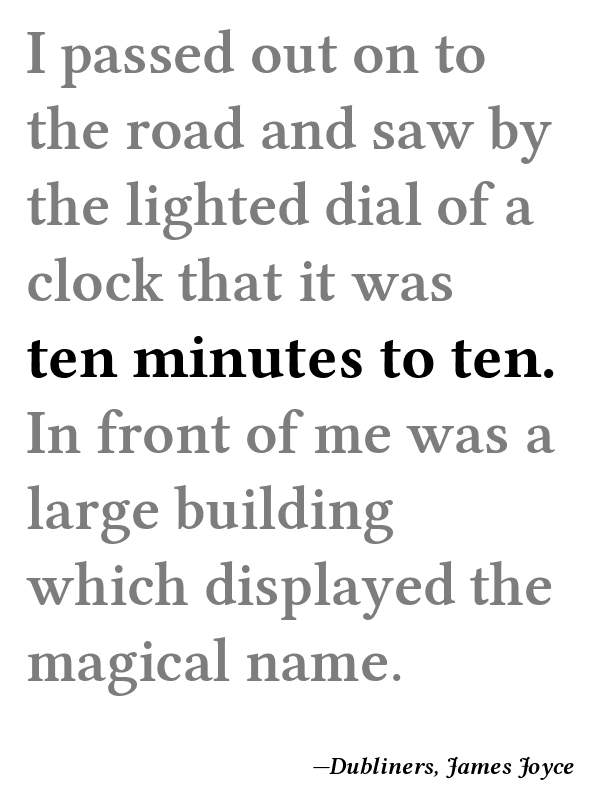 I passed out on to
the road and saw by
the lighted dial of a
clock that it was
ten minutes to ten.
In front of me was a
large building
which displayed the
magical name.
—Dubliners, James Joyce